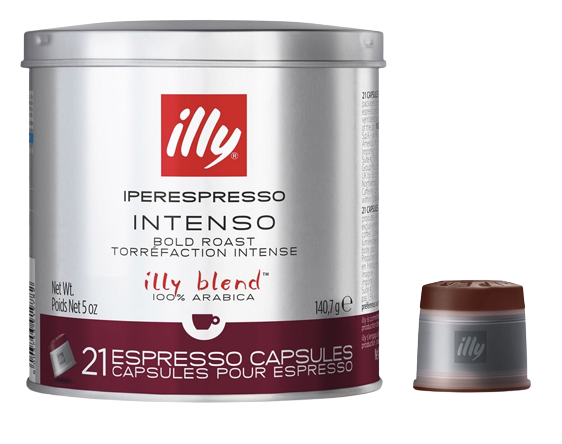 illy®
IPERESPRESSO
INTENSO
BOLD ROAST
TORRÉFACTION INTENSE
illy blend™
100% ARABICA
Net Wt.
Poids Net 5 oz
140,7 g ℮
21 ESPRESSO CAPSULES
CAPSULES POUR ESPRESSO
illy